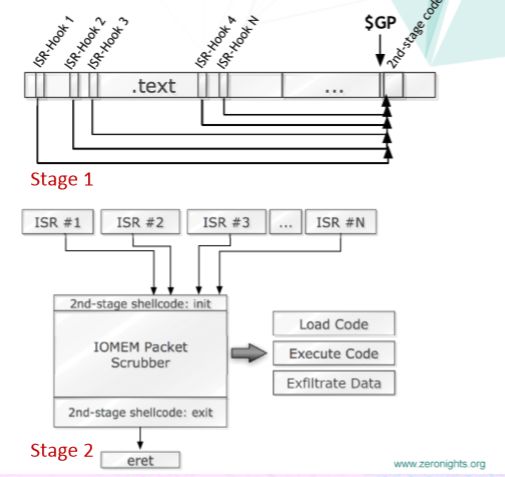 ISR-Hook 1
ISR-Hook 2
ISR-Hook 3
ISR-Hook 4
ISR-Hook N
$GP
2nd-stage code
.text
...
Stage 1
ISR #1
ISR #2
ISR #3
...
ISR #N
2nd-stage shellcode: init
IOMEM Packet
Scrubber
2nd-stage shellcode: exit
Load Code
Execute Code
Exfiltrate Data
Stage 2
eret
www.zeronights.org